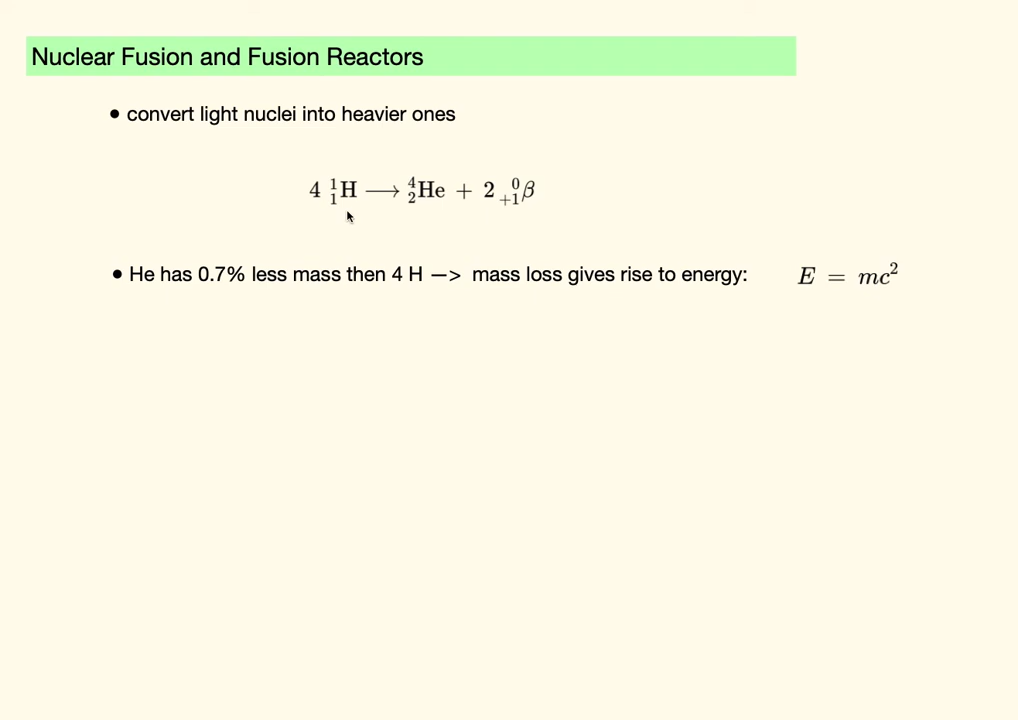 Nuclear Fusion and Fusion Reactors
• convert light nuclei into heavier ones
4 ¹₁H ⟶ ⁴₂He + 2 ⁰₊₁β
• He has 0.7% less mass then 4 H —> mass loss gives rise to energy: E = mc²